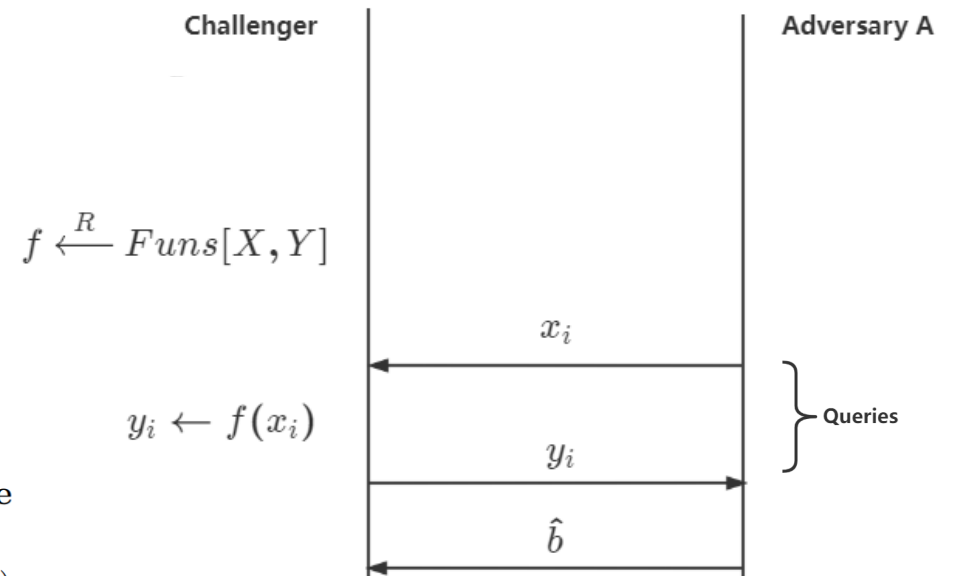 Challenger
Adversary A
f ←R Funs[X, Y]
x_i
y_i ← f(x_i)
Queries
y_i
e
b̂
)